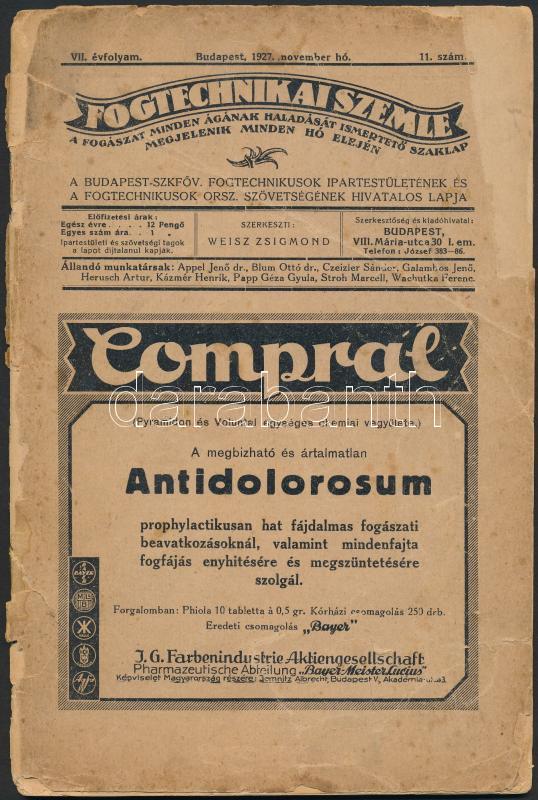 VII. évfolyam. Budapest, 1927. november hó. 11. szám.
FOGTECHNIKAI SZEMLE
A FOGÁSZAT MINDEN ÁGÁNAK HALADÁSÁT ISMERTETŐ SZAKLAP
MEGJELENIK MINDEN HÓ ELEJÉN
A BUDAPEST-SZKFŐV. FOGTECHNIKUSOK IPARTESTÜLETÉNEK ÉS
A FOGTECHNIKUSOK ORSZ. SZÖVETSÉGÉNEK HIVATALOS LAPJA
Előfizetési árak:
Egész évre . . . . 12 Pengő
Egyes szám ára. . 1 "
Ipartestületi és szövetségi tagok
a lapot díjtalanul kapják.
SZERKESZTI:
WEISZ ZSIGMOND
Szerkesztőség és kiadóhivatal:
BUDAPEST,
VIII. Mária-utca 30 I. em.
Telefon: József 383-86.
Állandó munkatársak: Appel Jenő dr., Blum Ottó dr., Czeizler Sándor, Galambos Jenő,
Herusch Artur, Kázmér Henrik, Papp Géza Gyula, Stroh Marcell, Wachutka Ferenc.
Compral
darabanth
(Pyramidon és Voluntal egységes chemiai vegyülete.)
A megbizható és ártalmatlan
Antidolorosum
prophylactikusan hat fájdalmas fogászati
beavatkozásoknál, valamint mindenfajta
fogfájás enyhitésére és megszüntetésére
szolgál.
Forgalomban: Phiola 10 tabletta à 0,5 gr. Kórházi csomagolás 250 drb.
Eredeti csomagolás „Bayer"
I.G. Farbenindustrie Aktiengesellschaft
Pharmazeutische Abteilung „Bayer-Meister Lucius"
Képviselet Magyarország részére: Jemnitz Albrecht, Budapest V, Akadémia-utca 3.
BAYER
Agfa